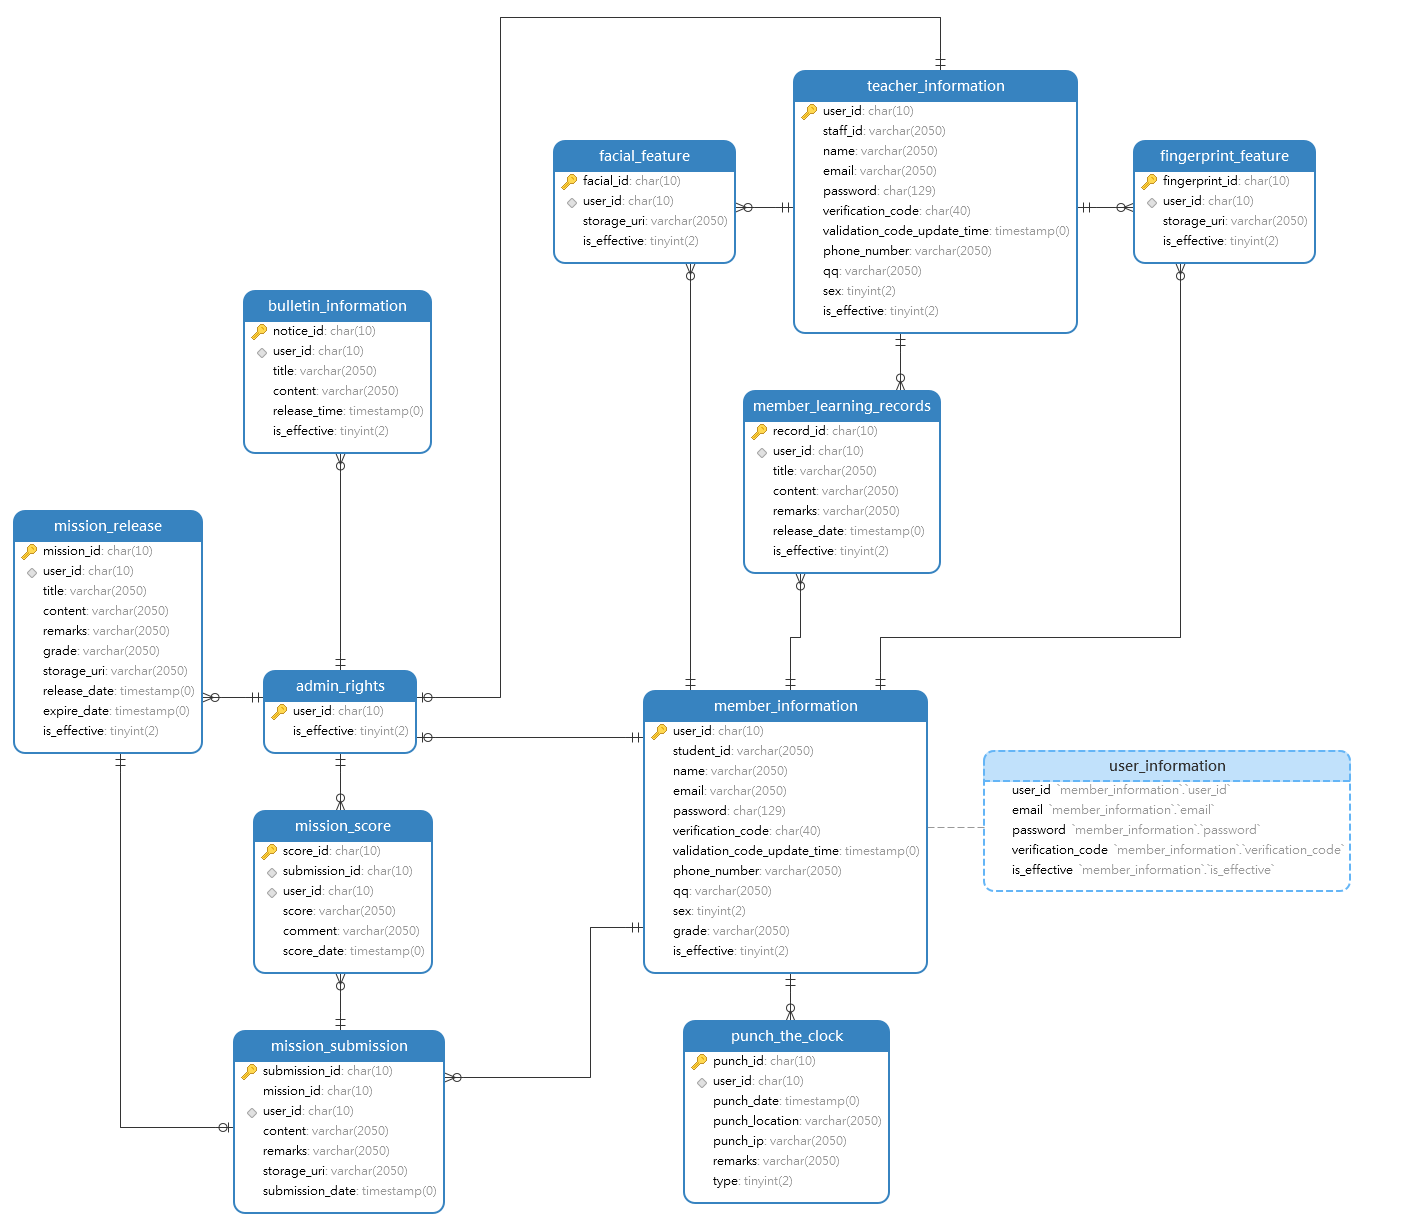 teacher_information
user_id: char(10)
staff_id: varchar(2050)
name: varchar(2050)
email: varchar(2050)
password: char(129)
verification_code: char(40)
validation_code_update_time: timestamp(0)
phone_number: varchar(2050)
qq: varchar(2050)
sex: tinyint(2)
is_effective: tinyint(2)
facial_feature
facial_id: char(10)
user_id: char(10)
storage_uri: varchar(2050)
is_effective: tinyint(2)
fingerprint_feature
fingerprint_id: char(10)
user_id: char(10)
storage_uri: varchar(2050)
is_effective: tinyint(2)
bulletin_information
notice_id: char(10)
user_id: char(10)
title: varchar(2050)
content: varchar(2050)
release_time: timestamp(0)
is_effective: tinyint(2)
member_learning_records
record_id: char(10)
user_id: char(10)
title: varchar(2050)
content: varchar(2050)
remarks: varchar(2050)
release_date: timestamp(0)
is_effective: tinyint(2)
mission_release
mission_id: char(10)
user_id: char(10)
title: varchar(2050)
content: varchar(2050)
remarks: varchar(2050)
grade: varchar(2050)
storage_uri: varchar(2050)
release_date: timestamp(0)
expire_date: timestamp(0)
is_effective: tinyint(2)
admin_rights
user_id: char(10)
is_effective: tinyint(2)
member_information
user_id: char(10)
student_id: varchar(2050)
name: varchar(2050)
email: varchar(2050)
password: char(129)
verification_code: char(40)
validation_code_update_time: timestamp(0)
phone_number: varchar(2050)
qq: varchar(2050)
sex: tinyint(2)
grade: varchar(2050)
is_effective: tinyint(2)
user_information
user_id `member_information`.`user_id`
email `member_information`.`email`
password `member_information`.`password`
verification_code `member_information`.`verification_code`
is_effective `member_information`.`is_effective`
mission_score
score_id: char(10)
submission_id: char(10)
user_id: char(10)
score: varchar(2050)
comment: varchar(2050)
score_date: timestamp(0)
mission_submission
submission_id: char(10)
mission_id: char(10)
user_id: char(10)
content: varchar(2050)
remarks: varchar(2050)
storage_uri: varchar(2050)
submission_date: timestamp(0)
punch_the_clock
punch_id: char(10)
user_id: char(10)
punch_date: timestamp(0)
punch_location: varchar(2050)
punch_ip: varchar(2050)
remarks: varchar(2050)
type: tinyint(2)